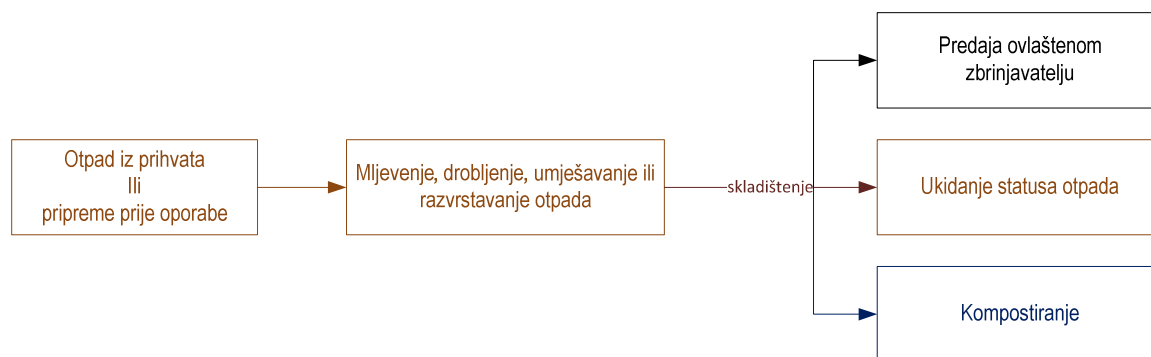 Otpad iz prihvata
Ili
pripreme prije oporabe
Mljevenje, drobljenje, umješavanje ili
razvrstavanje otpada
skladištenje
Predaja ovlaštenom
zbrinjavatelju
Ukidanje statusa otpada
Kompostiranje